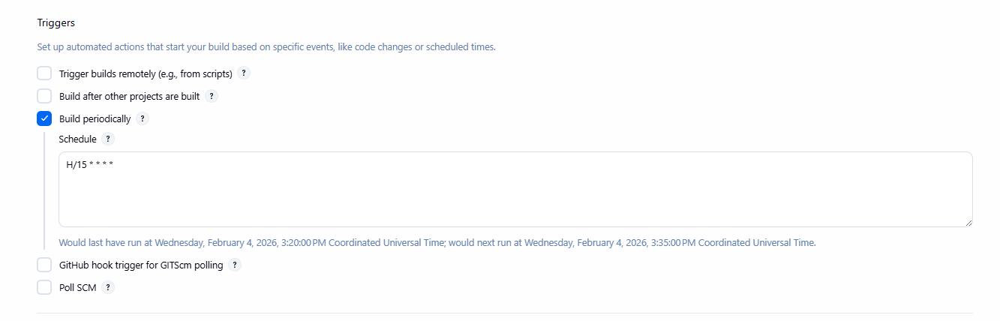 Triggers
Set up automated actions that start your build based on specific events, like code changes or scheduled times.
Trigger builds remotely (e.g., from scripts) ?
Build after other projects are built ?
Build periodically ?
Schedule ?
H/15 * * * *
Would last have run at Wednesday, February 4, 2026, 3:20:00 PM Coordinated Universal Time; would next run at Wednesday, February 4, 2026, 3:35:00 PM Coordinated Universal Time.
GitHub hook trigger for GITScm polling ?
Poll SCM ?